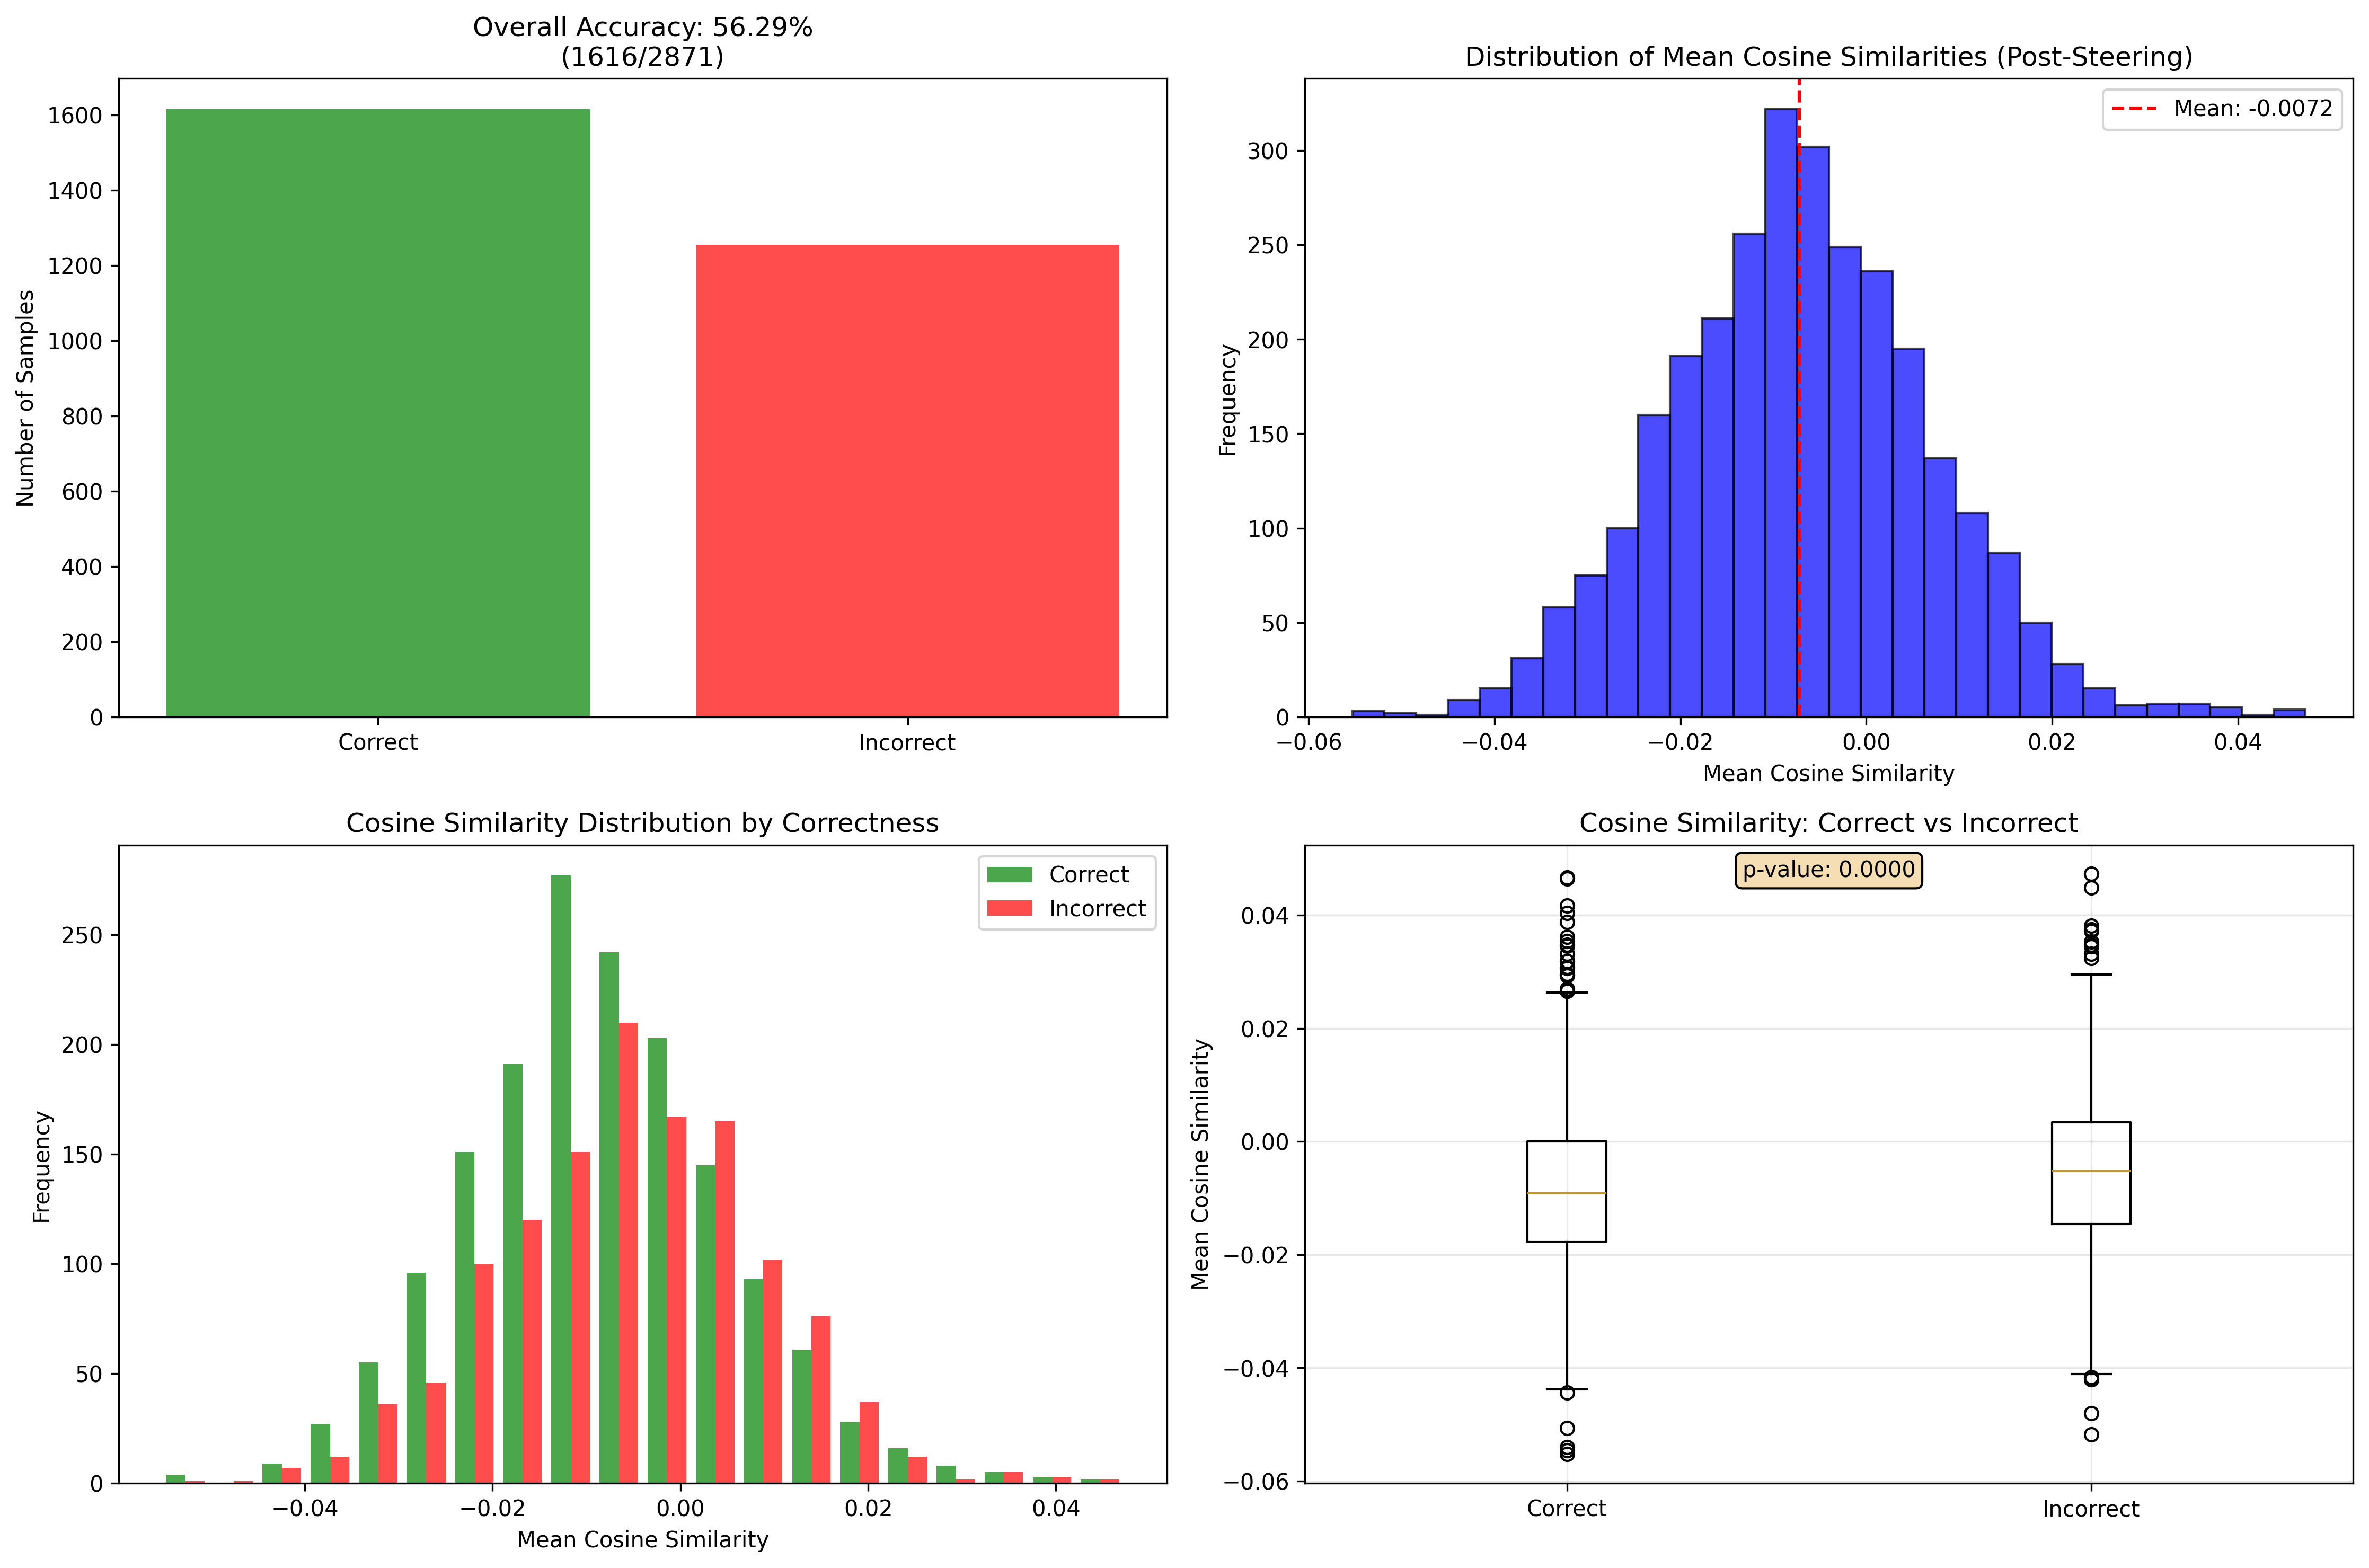 Overall Accuracy: 56.29%
(1616/2871)
Number of Samples
1600
1400
1200
1000
800
600
400
200
0
Correct
Incorrect
Distribution of Mean Cosine Similarities (Post-Steering)
Mean: -0.0072
Frequency
300
250
200
150
100
50
0
−0.06
−0.04
−0.02
0.00
0.02
0.04
Mean Cosine Similarity
Cosine Similarity Distribution by Correctness
Correct
Incorrect
Frequency
250
200
150
100
50
0
−0.04
−0.02
0.00
0.02
0.04
Mean Cosine Similarity
Cosine Similarity: Correct vs Incorrect
p-value: 0.0000
Mean Cosine Similarity
0.04
0.02
0.00
−0.02
−0.04
−0.06
Correct
Incorrect